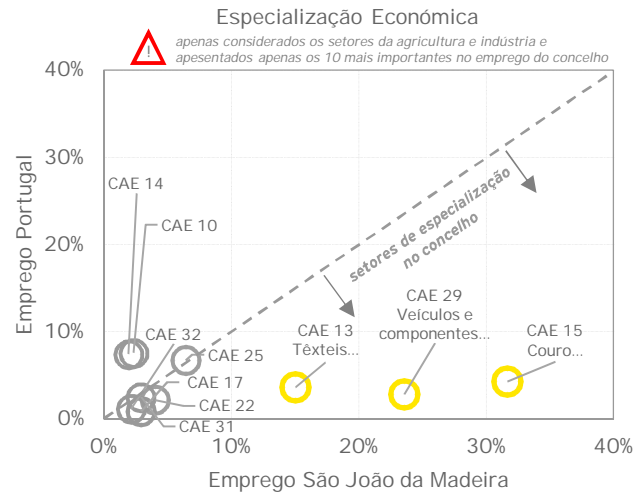 Especialização Económica
! apenas considerados os setores da agricultura e indústria e
apesentados apenas os 10 mais importantes no emprego do concelho
40%
30%
20%
10%
0%
Emprego Portugal
CAE 14
CAE 10
CAE 32
CAE 25
CAE 17
CAE 22
CAE 31
setores de especialização
no concelho
CAE 13
Têxteis...
CAE 29
Veículos e
componentes...
CAE 15
Couro...
0%
10%
20%
30%
40%
Emprego São João da Madeira